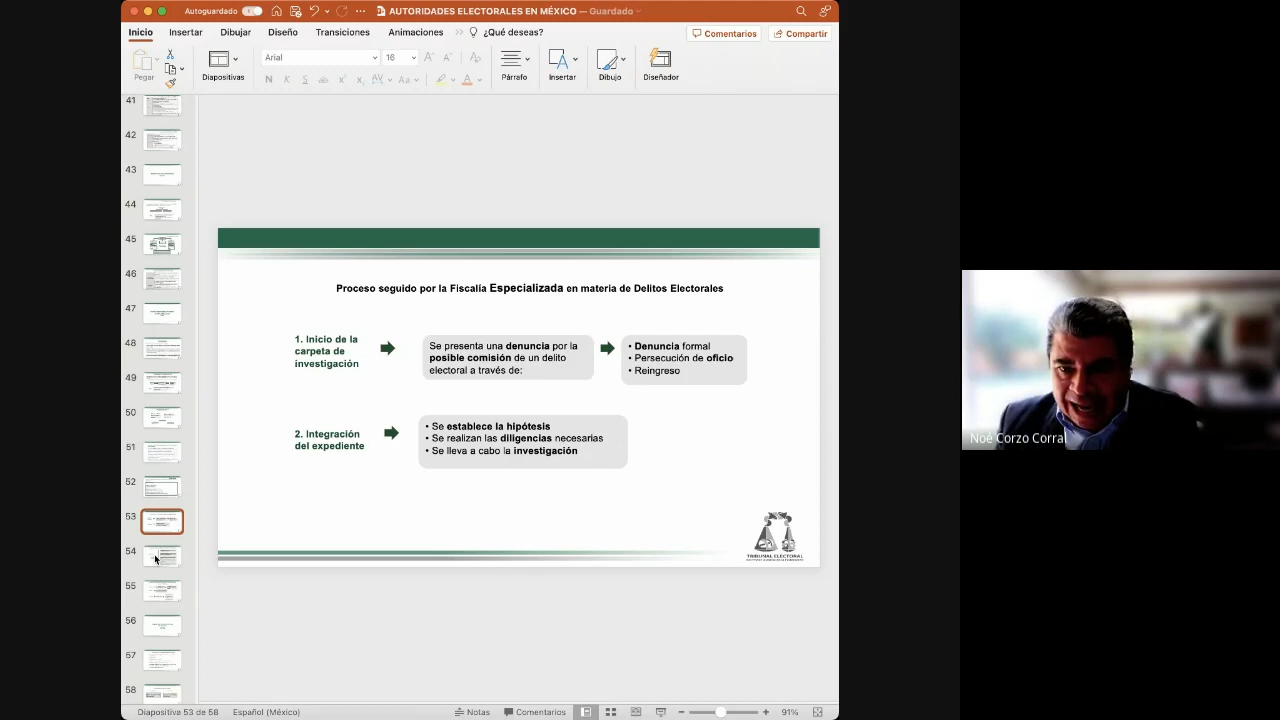 Autoguardado
AUTORIDADES ELECTORALES EN MÉXICO — Guardado
Inicio Insertar Dibujar Diseño Transiciones Animaciones >> ¿Qué deseas? Comentarios Compartir
Arial 16
Pegar Diapositivas N K S ab x x AV Aa A Párrafo Insertar Dibujo Diseñador
41
42
43
44
45
46
47
48
49
50
51
52
53
54
55
56
57
58
Proceso seguido por la Fiscalía Especializada en materia de Delitos Electorales
1. Inicio de la
carpeta de
investigación
Se presenta una denuncia por la
posible comisión de un delito
electoral a través de:
• Denuncia formal
• Persecución de oficio
• Reingreso
2. Integración
del expediente
• Se establece la hipótesis
• Se realizan las diligencias necesarias
lleva a cabo la investigación
TRIBUNAL ELECTORAL
Noé Corzo Corral
Diapositiva 53 de 58 Español (México) Notas Comentarios 91%